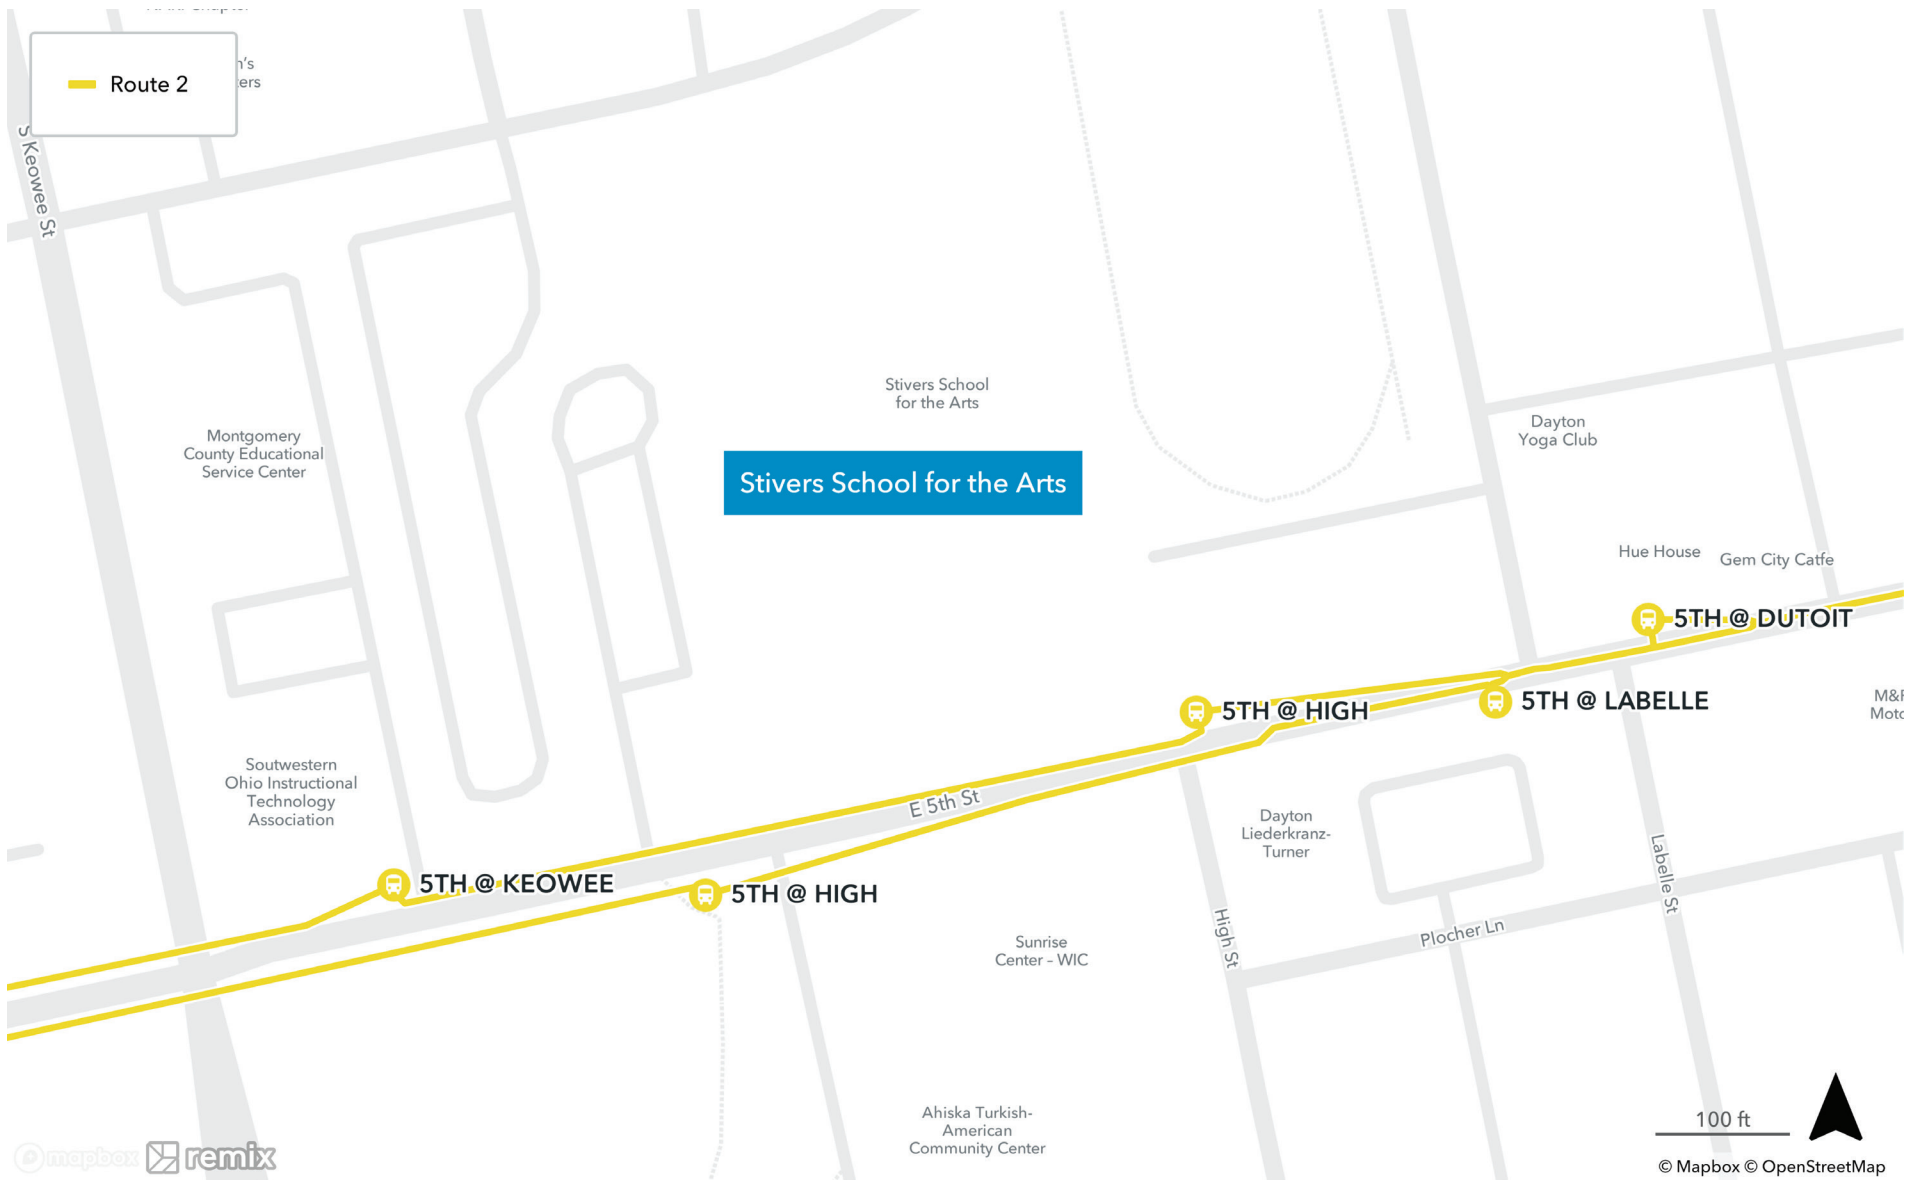 Route 2
S Keowee St
Stivers School
for the Arts
Montgomery
County Educational
Service Center
Dayton
Yoga Club
Stivers School for the Arts
Hue House
Gem City Catfe
5TH @ DUTOIT
5TH @ HIGH
5TH @ LABELLE
Soutwestern
Ohio Instructional
Technology
Association
E 5th St
Dayton
Liederkranz-
Turner
Labelle St
5TH @ KEOWEE
5TH @ HIGH
High St
Plocher Ln
Sunrise
Center - WIC
Ahiska Turkish-
American
Community Center
100 ft
mapbox
remix
© Mapbox © OpenStreetMap